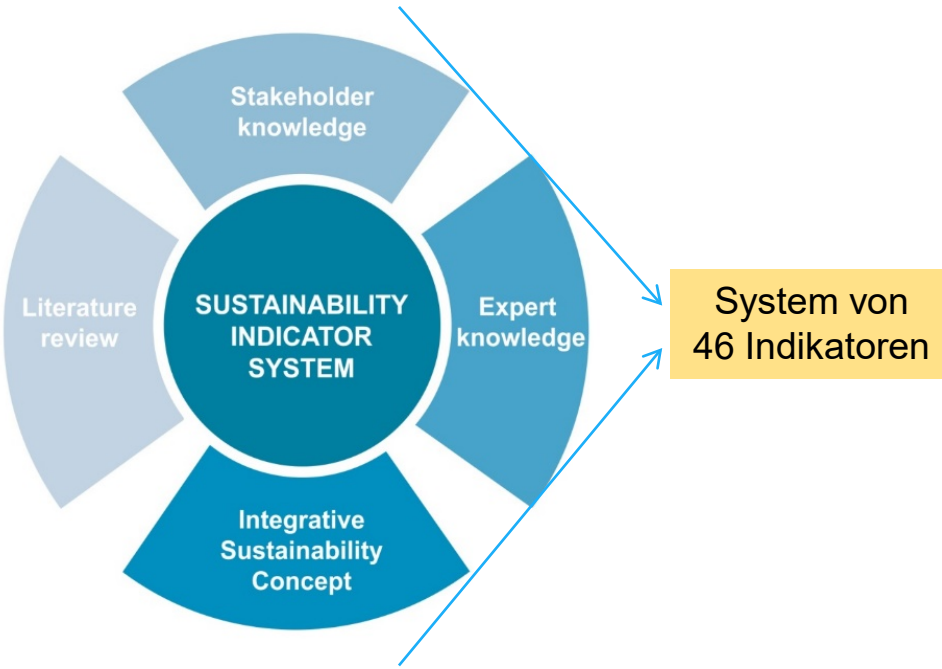 Stakeholder
knowledge
Literature
review
SUSTAINABILITY
INDICATOR
SYSTEM
Expert
knowledge
Integrative
Sustainability
Concept
System von
46 Indikatoren